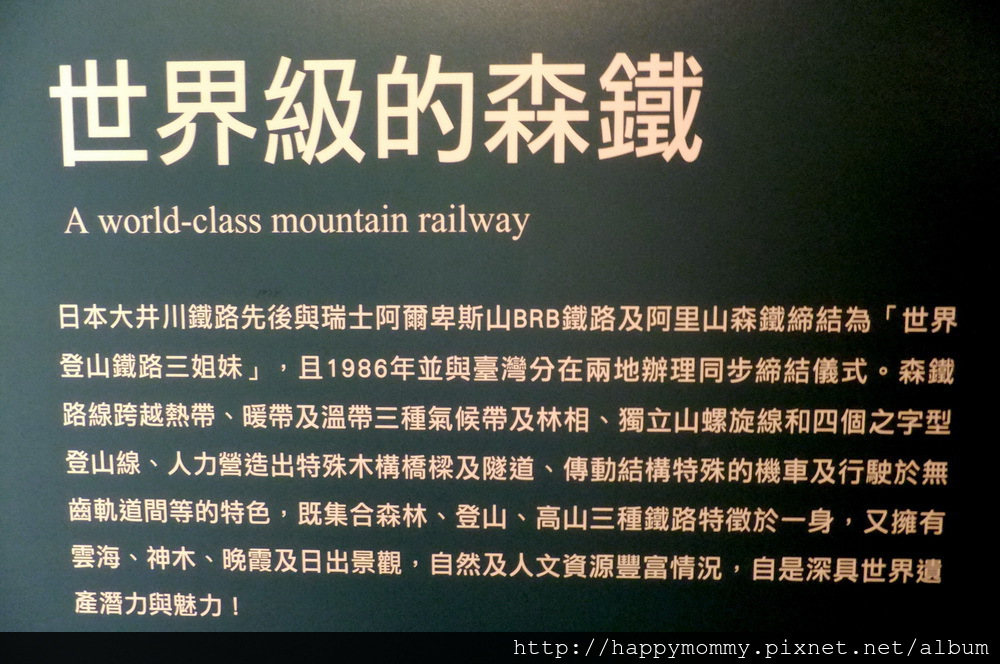 世界級的森鐵
A world-class mountain railway
日本大井川鐵路先後與瑞士阿爾卑斯山BRB鐵路及阿里山森鐵締結為「世界
登山鐵路三姐妹」，且1986年並與臺灣分在兩地辦理同步締結儀式。森鐵
路線跨越熱帶、暖帶及溫帶三種氣候帶及林相、獨立山螺旋線和四個之字型
登山線、人力營造出特殊木構橋樑及隧道、傳動結構特殊的機車及行駛於無
齒軌道間等的特色，既集合森林、登山、高山三種鐵路特徵於一身，又擁有
雲海、神木、晚霞及日出景觀，自然及人文資源豐富情況，自是深具世界遺
產潛力與魅力！
http://happymommy.pixnet.net/album